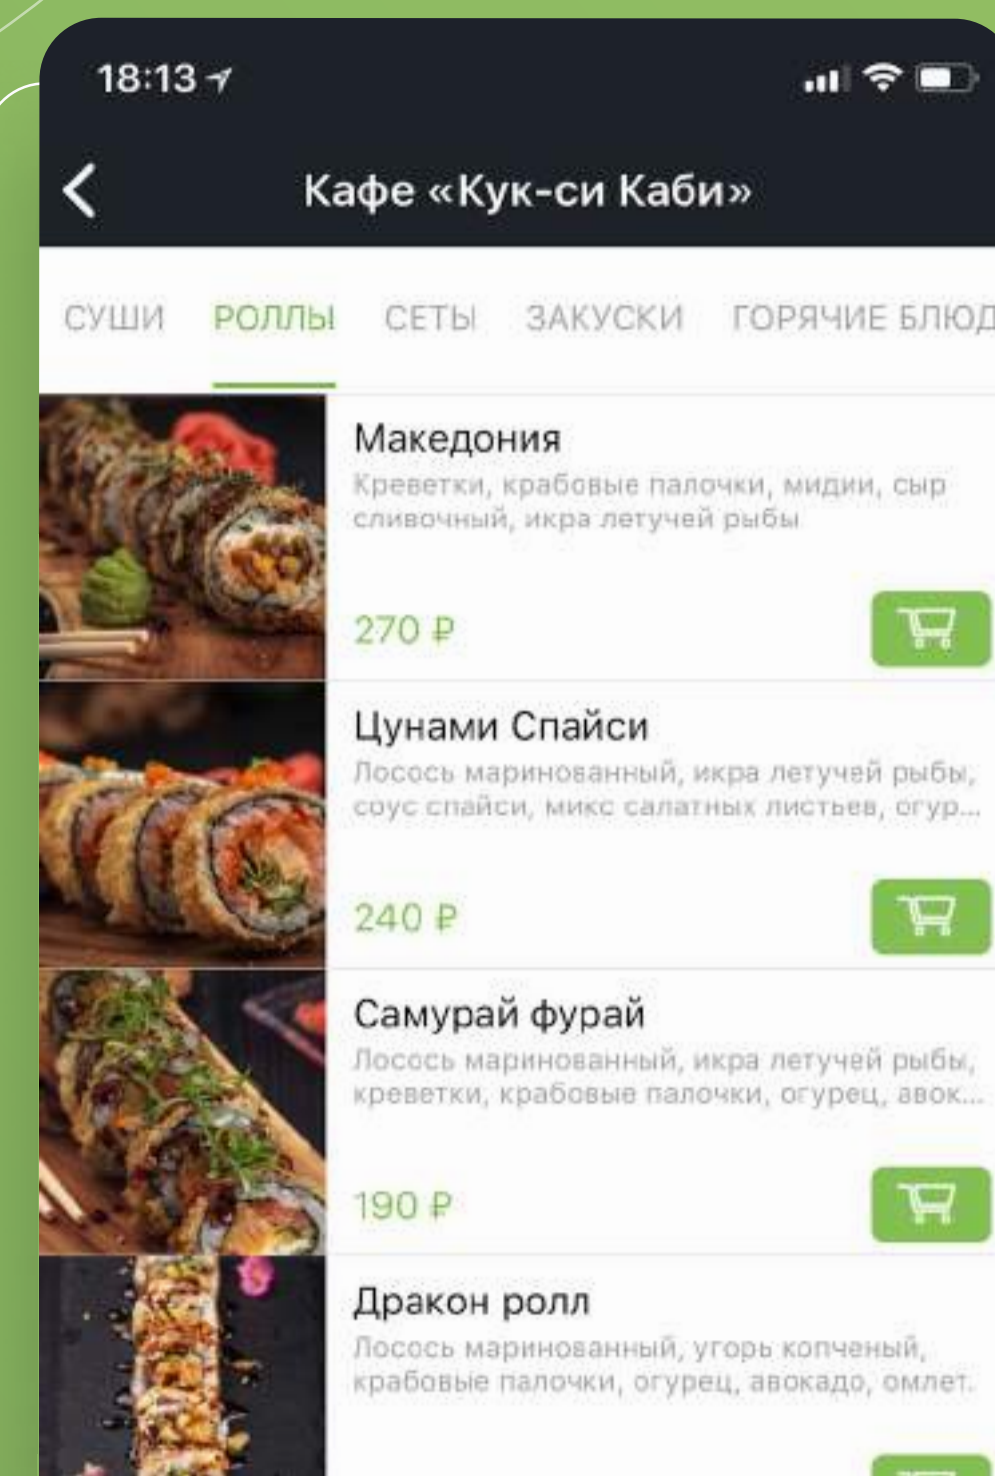 18:13
Кафе «Кук-си Каби»
СУШИ РОЛЛЫ СЕТЫ ЗАКУСКИ ГОРЯЧИЕ БЛЮД
Македония
Креветки, крабовые палочки, мидии, сыр
сливочный, икра летучей рыбы
270 ₽
Цунами Спайси
Лосось маринованный, икра летучей рыбы,
соус спайси, микс салатных листьев, огур...
240 ₽
Самурай фурай
Лосось маринованный, икра летучей рыбы,
креветки, крабовые палочки, огурец, авок...
190 ₽
Дракон ролл
Лосось маринованный, угорь копченый,
крабовые палочки, огурец, авокадо, омлет.